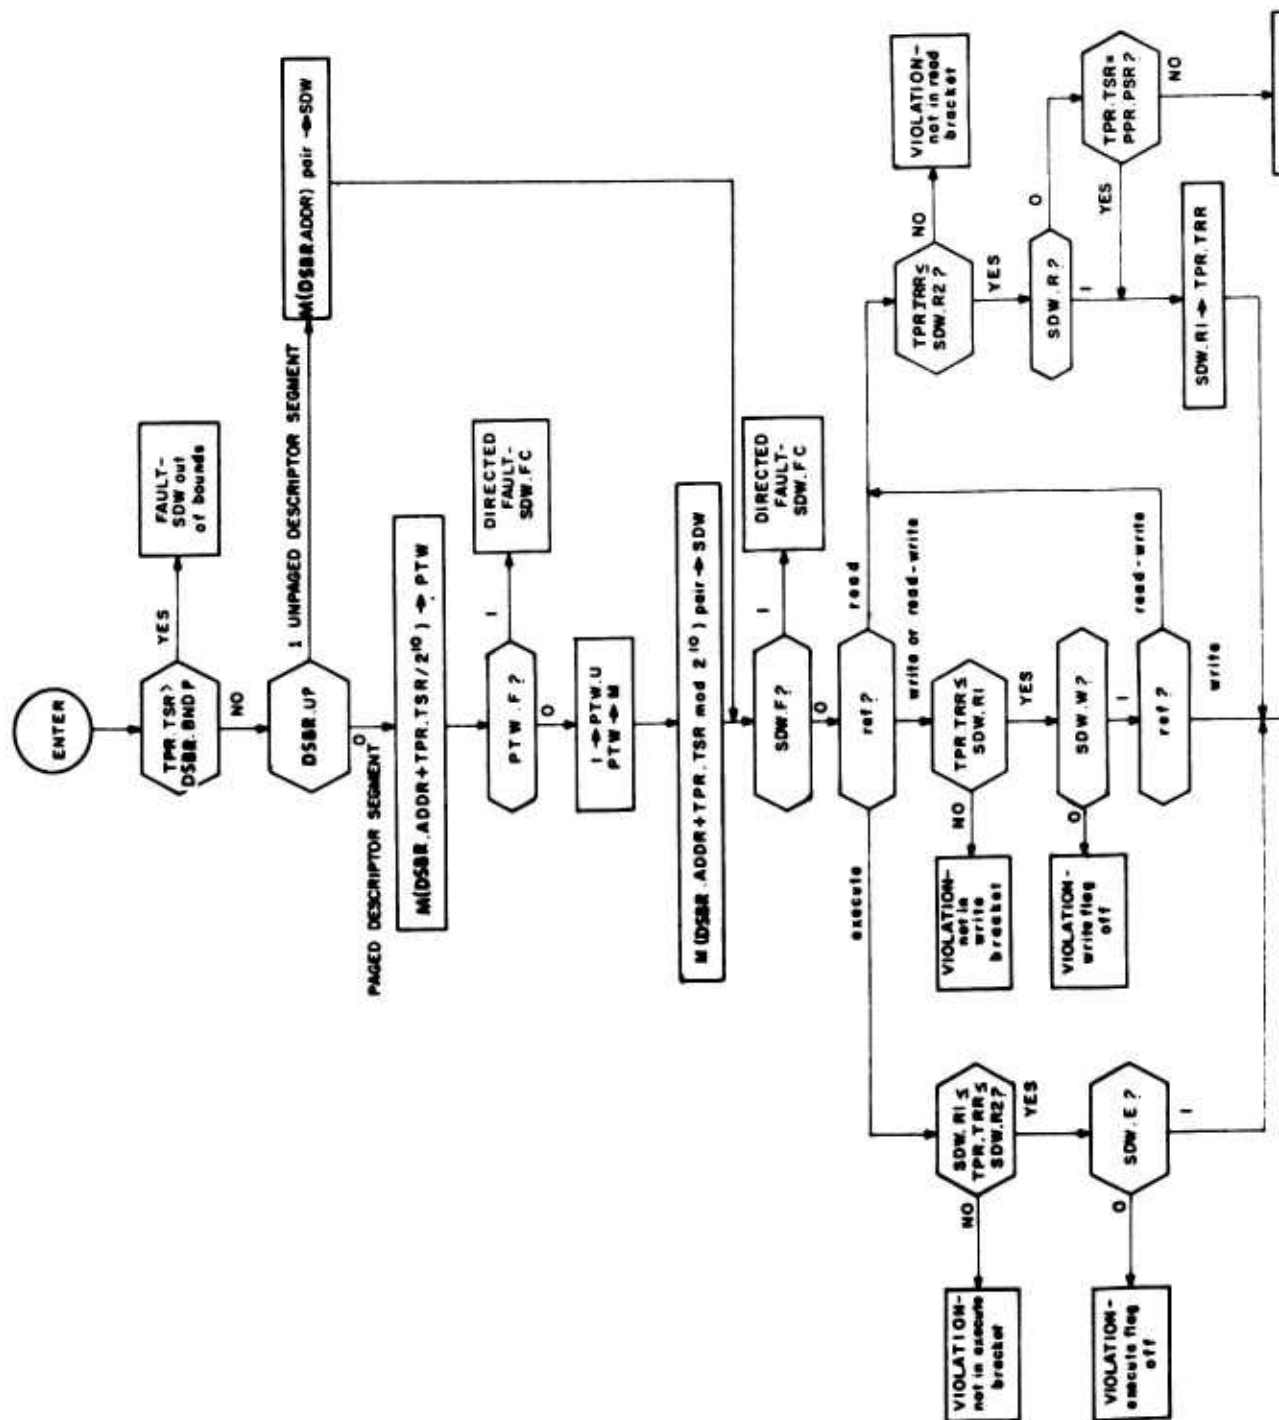 ENTER
TPR.TSR>
DSBR.BND?
YES
FAULT-
SDW out
of bounds
NO
DSBR.UP
1 UNPAGED DESCRIPTOR SEGMENT
M(DSBR.ADDR) pair → SDW
0
PAGED DESCRIPTOR SEGMENT
M(DSBR.ADDR+TPR.TSR/2^10) → PTW
PTW.F?
1
DIRECTED
FAULT-
SDW.FC
0
1 → PTW.U
PTW → M
M(DSBR.ADDR+TPR.TSR mod 2^10) pair → SDW
SDW.F?
1
DIRECTED
FAULT-
SDW.FC
0
ref?
execute
write or read-write
read
SDW.R1≤
TPR.TRR≤
SDW.R2?
NO
VIOLATION-
not in execute
bracket
YES
SDW.E?
0
VIOLATION-
execute flag
off
1
TPR.TRR≤
SDW.R1
NO
VIOLATION-
not in
write
bracket
YES
SDW.W?
0
VIOLATION-
write flag
off
1
ref?
read-write
write
TPR.TRR≤
SDW.R2?
NO
VIOLATION-
not in read
bracket
YES
SDW.R?
0
1
TPR.TSR=
PPR.PSR?
YES
NO
SDW.R1 → TPR.TRR